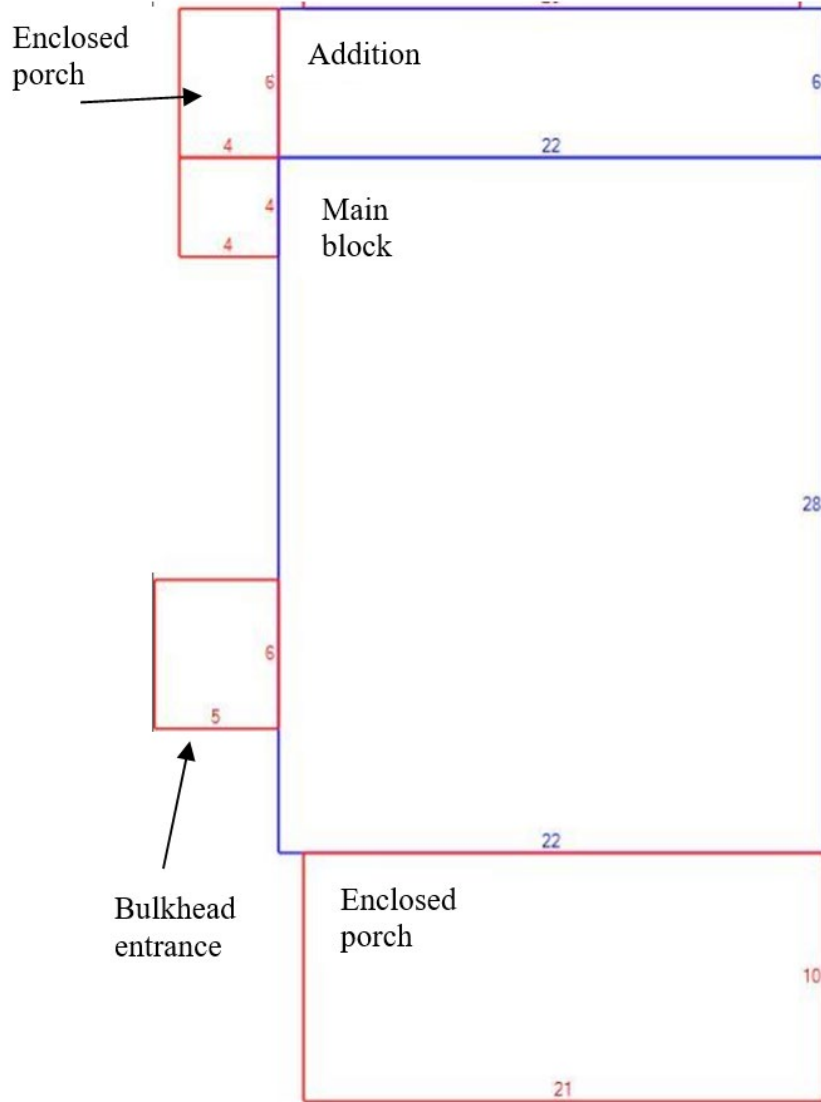 Enclosed
porch
Addition
6
6
4
22
4
4
Main
block
28
6
5
22
Bulkhead
entrance
Enclosed
porch
10
21